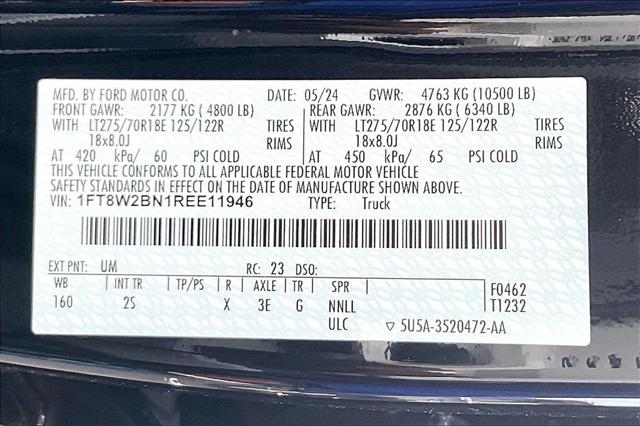 MFD. BY FORD MOTOR CO. DATE: 05/24 GVWR: 4763 KG (10500 LB)
FRONT GAWR: 2177 KG ( 4800 LB) REAR GAWR: 2876 KG ( 6340 LB)
WITH LT275/70R18E 125/122R TIRES WITH LT275/70R18E 125/122R TIRES
18x8.0J RIMS 18x8.0J RIMS
AT 420 kPa/ 60 PSI COLD AT 450 kPa/ 65 PSI COLD
THIS VEHICLE CONFORMS TO ALL APPLICABLE FEDERAL MOTOR VEHICLE
SAFETY STANDARDS IN EFFECT ON THE DATE OF MANUFACTURE SHOWN ABOVE.
VIN: 1FT8W2BN1REE11946 TYPE: Truck
EXT PNT: UM RC: 23 DSO:
WB INT TR TP/PS R AXLE TR SPR F0462
160 2S X 3E G NNLL T1232
ULC ▽ 5U5A-3520472-AA